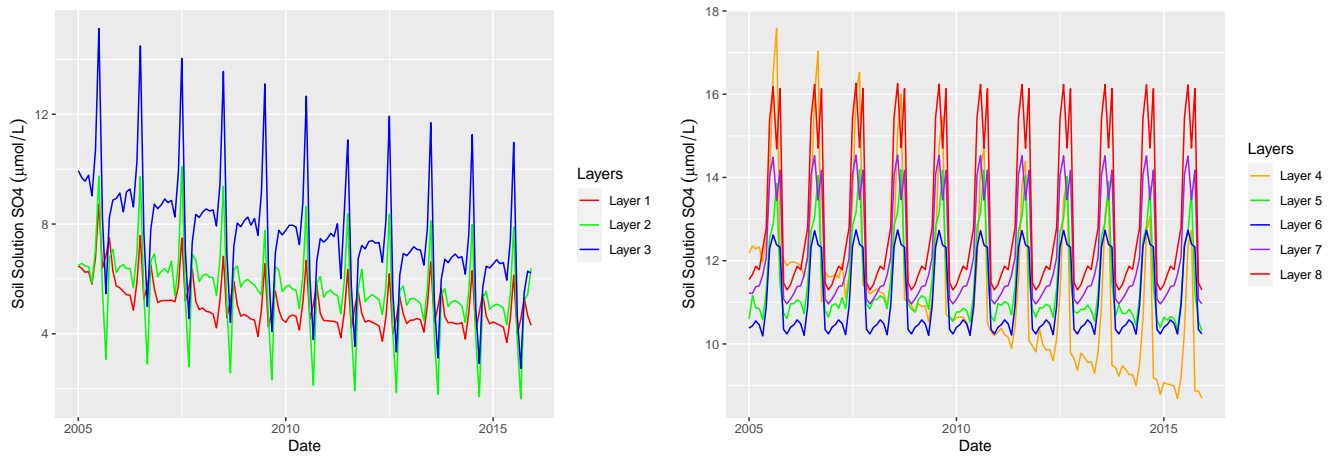 Soil Solution SO4 (μmol/L)
12
8
4
2005
2010
2015
Date
Layers
Layer 1
Layer 2
Layer 3
Soil Solution SO4 (μmol/L)
18
16
14
12
10
2005
2010
2015
Date
Layers
Layer 4
Layer 5
Layer 6
Layer 7
Layer 8